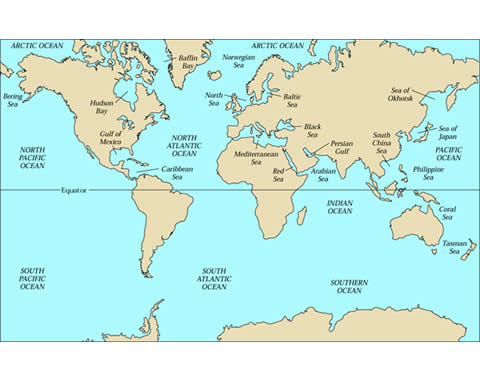 ARCTIC OCEAN
ARCTIC OCEAN
Baffin
Bay
Norwegian
Sea
Bering
Sea
Hudson
Bay
North
Sea
Baltic
Sea
Sea of
Okhotsk
Gulf of
Mexico
NORTH
ATLANTIC
OCEAN
Black
Sea
Persian
Gulf
South
China
Sea
Sea of
Japan
NORTH
PACIFIC
OCEAN
Mediterranean
Sea
PACIFIC
OCEAN
Caribbean
Sea
Red
Sea
Arabian
Sea
Philippine
Sea
Equator
INDIAN
OCEAN
Coral
Sea
Tasman
Sea
SOUTH
PACIFIC
OCEAN
SOUTH
ATLANTIC
OCEAN
SOUTHERN
OCEAN